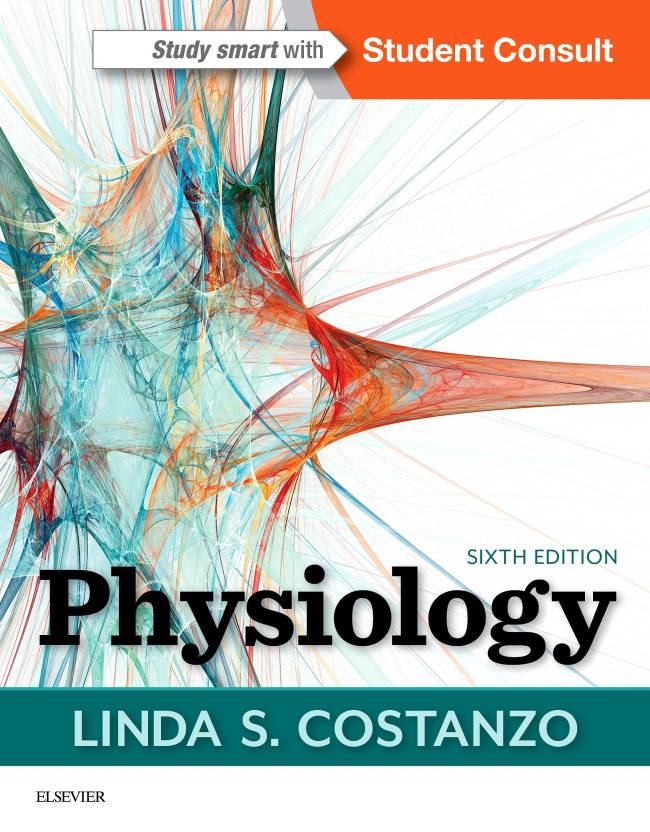 Study smart with Student Consult
SIXTH EDITION
Physiology
LINDA S. COSTANZO
ELSEVIER